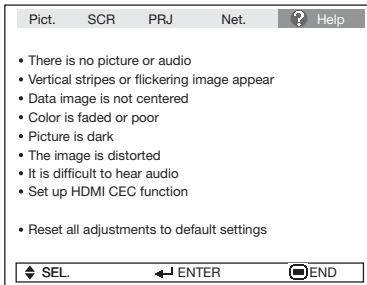 Pict. SCR PRJ Net. ? Help
• There is no picture or audio
• Vertical stripes or flickering image appear
• Data image is not centered
• Color is faded or poor
• Picture is dark
• The image is distorted
• It is difficult to hear audio
• Set up HDMI CEC function
• Reset all adjustments to default settings
SEL. ENTER END